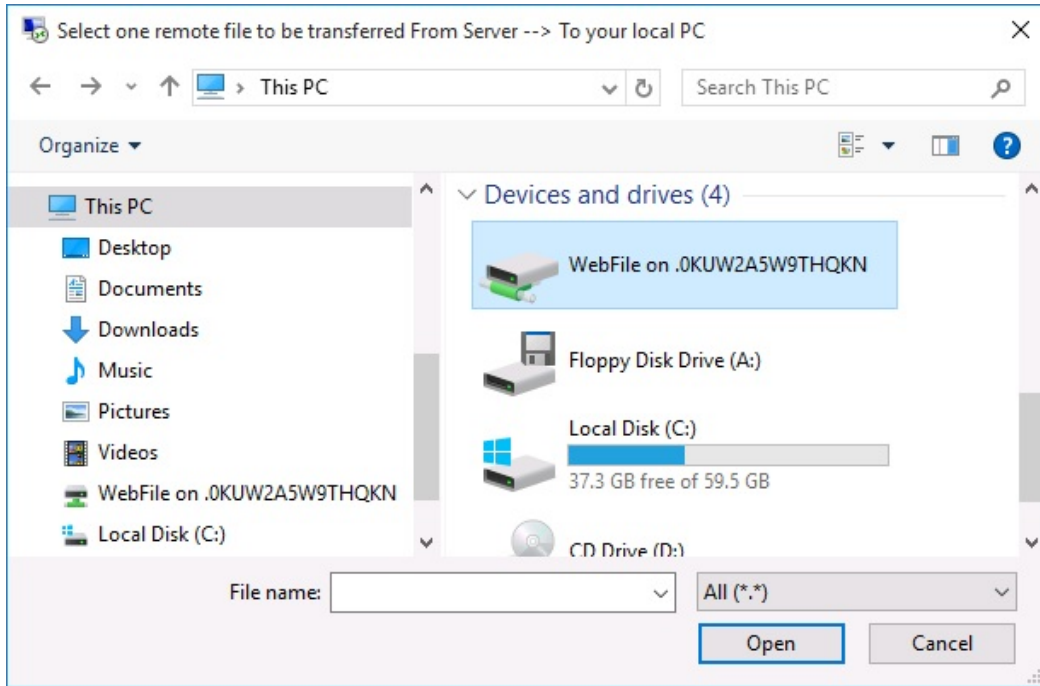 Select one remote file to be transferred From Server --> To your local PC
This PC
Search This PC
Organize
This PC
Desktop
Documents
Downloads
Music
Pictures
Videos
WebFile on .0KUW2A5W9THQKN
Local Disk (C:)
Devices and drives (4)
WebFile on .0KUW2A5W9THQKN
Floppy Disk Drive (A:)
Local Disk (C:)
37.3 GB free of 59.5 GB
CD Drive (D:)
File name:
All (*.*)
Open
Cancel